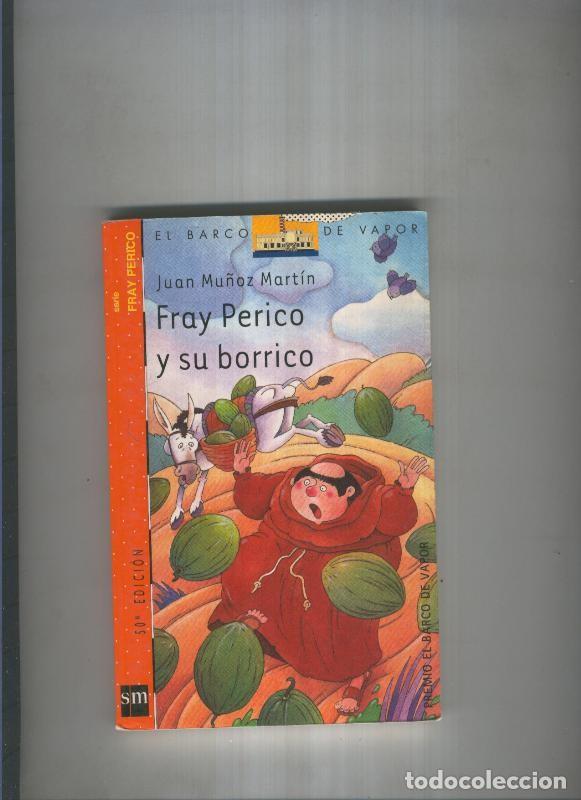 EL BARCO DE VAPOR
serie
FRAY PERICO
Juan Muñoz Martín
Fray Perico
y su borrico
50ª EDICIÓN
PREMIO EL BARCO DE VAPOR
sm
todocoleccion